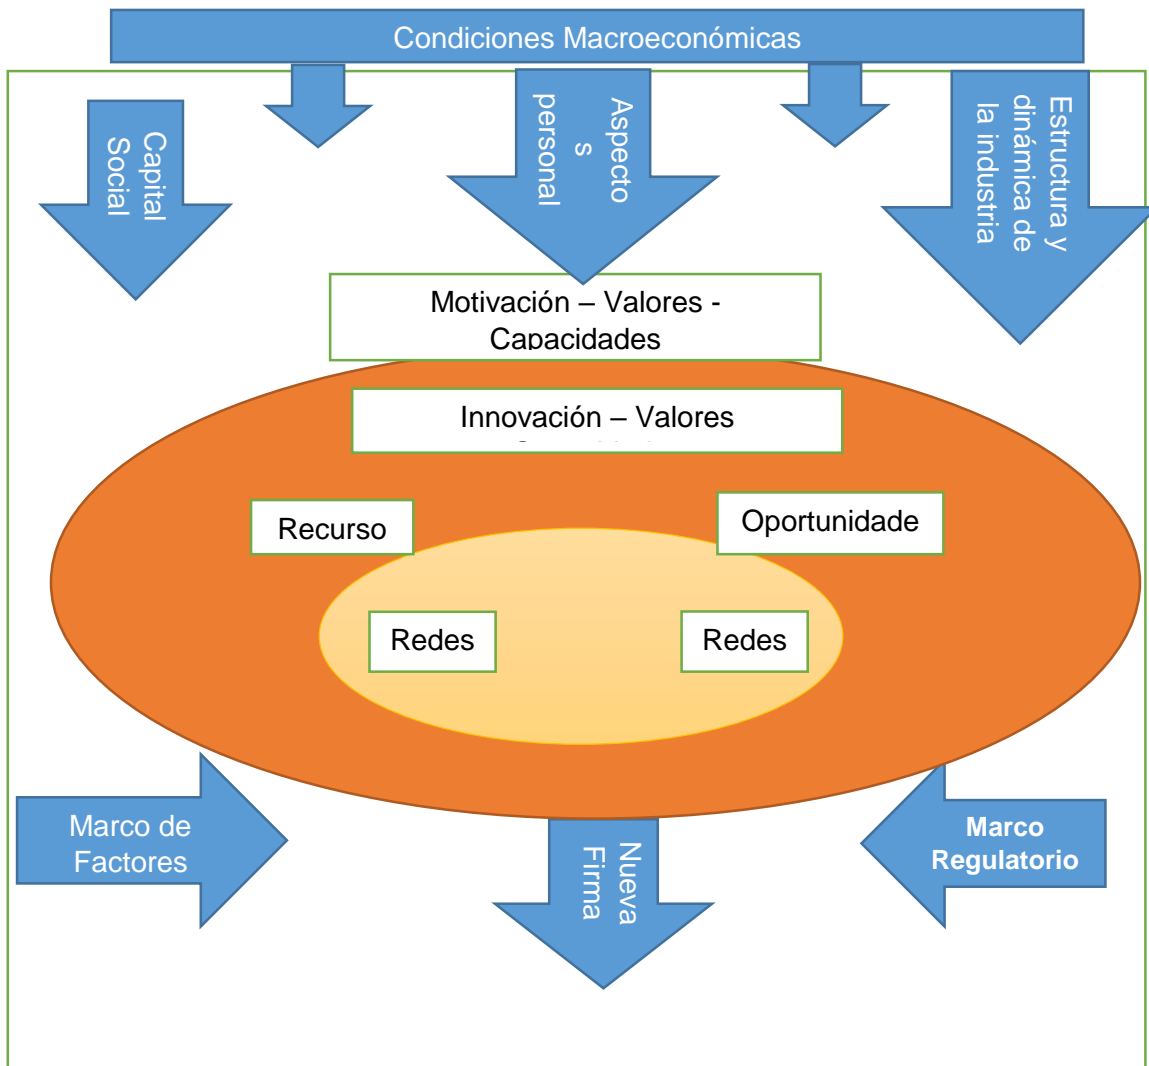 Condiciones Macroeconómicas
Capital
Social
Aspecto
s
personal
Estructura y
dinámica de
la industria
Motivación – Valores -
Capacidades
Innovación – Valores
Recurso
Oportunidade
Redes
Redes
Marco de
Factores
Nueva
Firma
Marco
Regulatorio